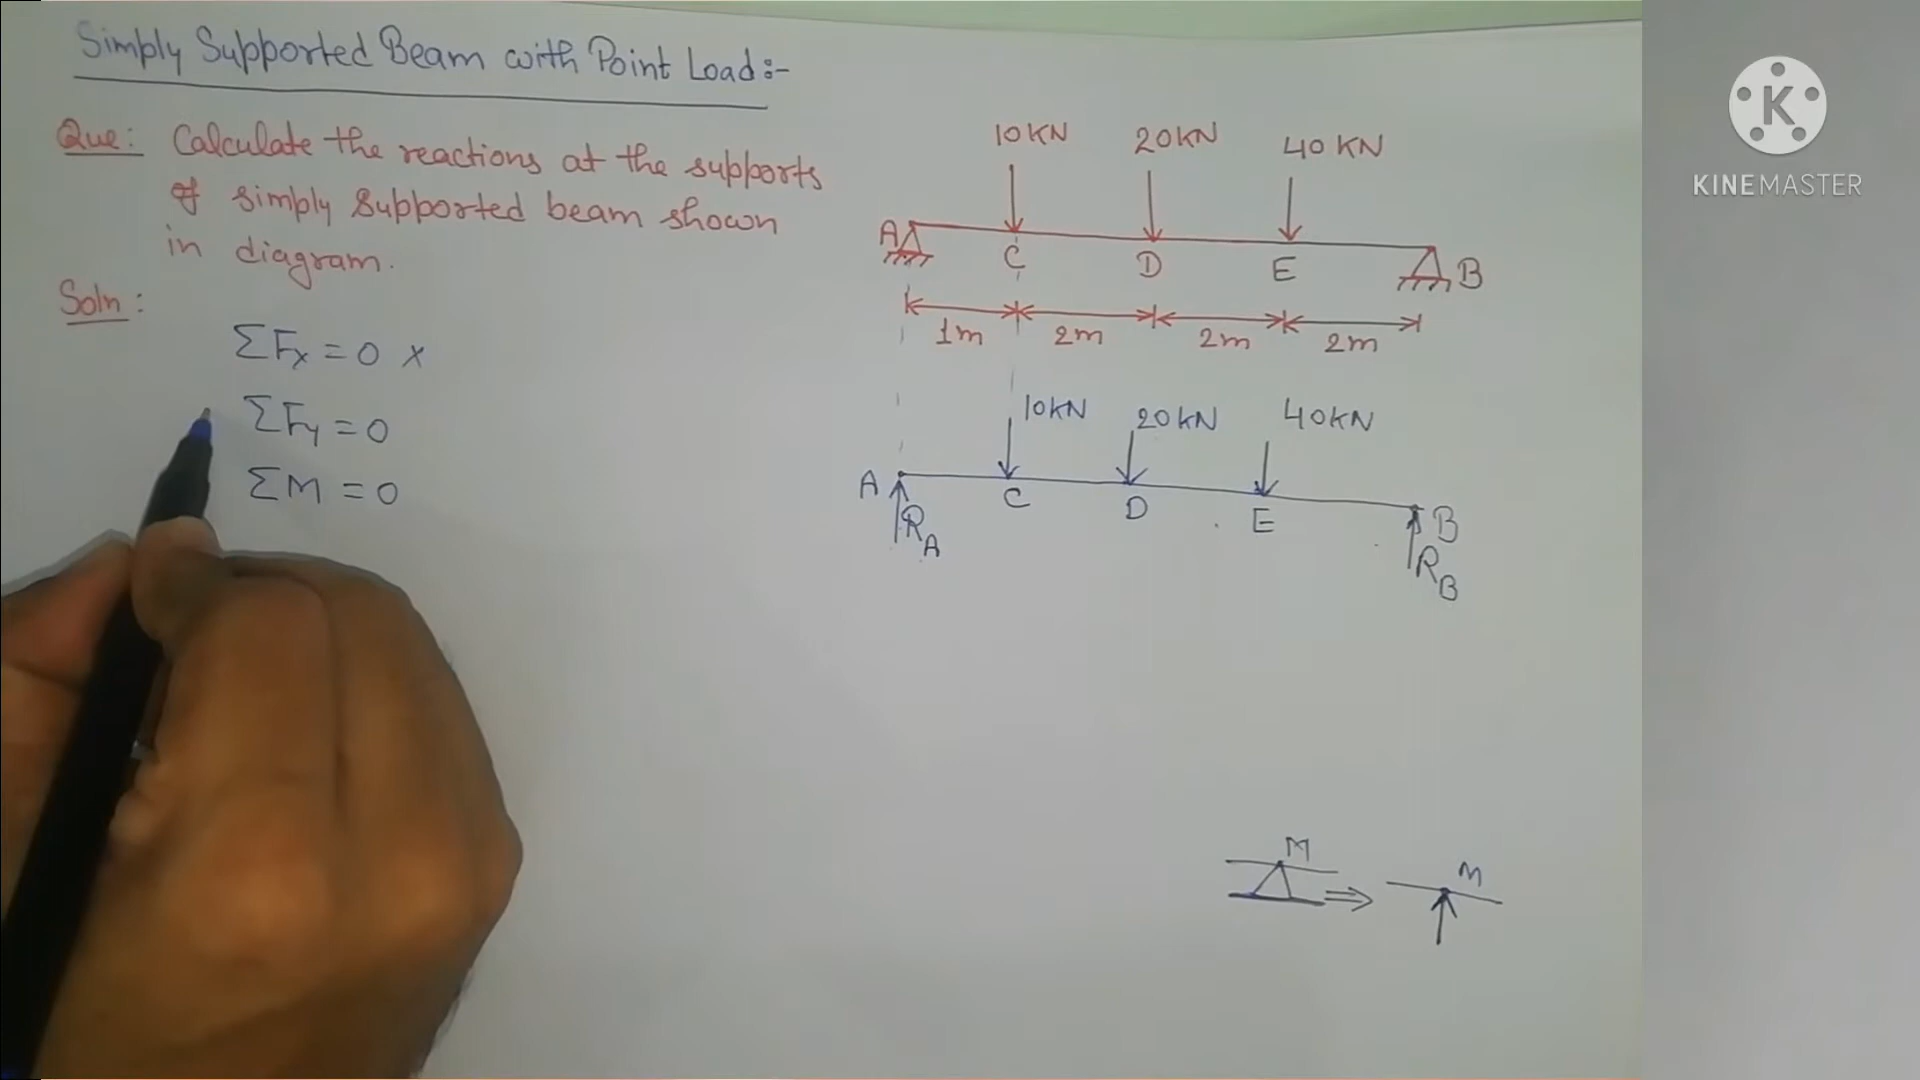 Simply Supported Beam with Point Load:-
Que: Calculate the reactions at the supports
of simply supported beam shown
in diagram.
Soln:
ΣFx = 0 x
ΣFy = 0
ΣM = 0
10KN 20KN 40KN
A C D E B
1m 2m 2m 2m
10KN 20KN 40KN
A C D E B
RA RB
M M
K
KINEMASTER